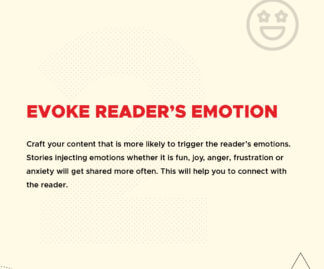 EVOKE READER'S EMOTION
Craft your content that is more likely to trigger the reader's emotions.
Stories injecting emotions whether it is fun, joy, anger, frustration or
anxiety will get shared more often. This will help you to connect with
the reader.